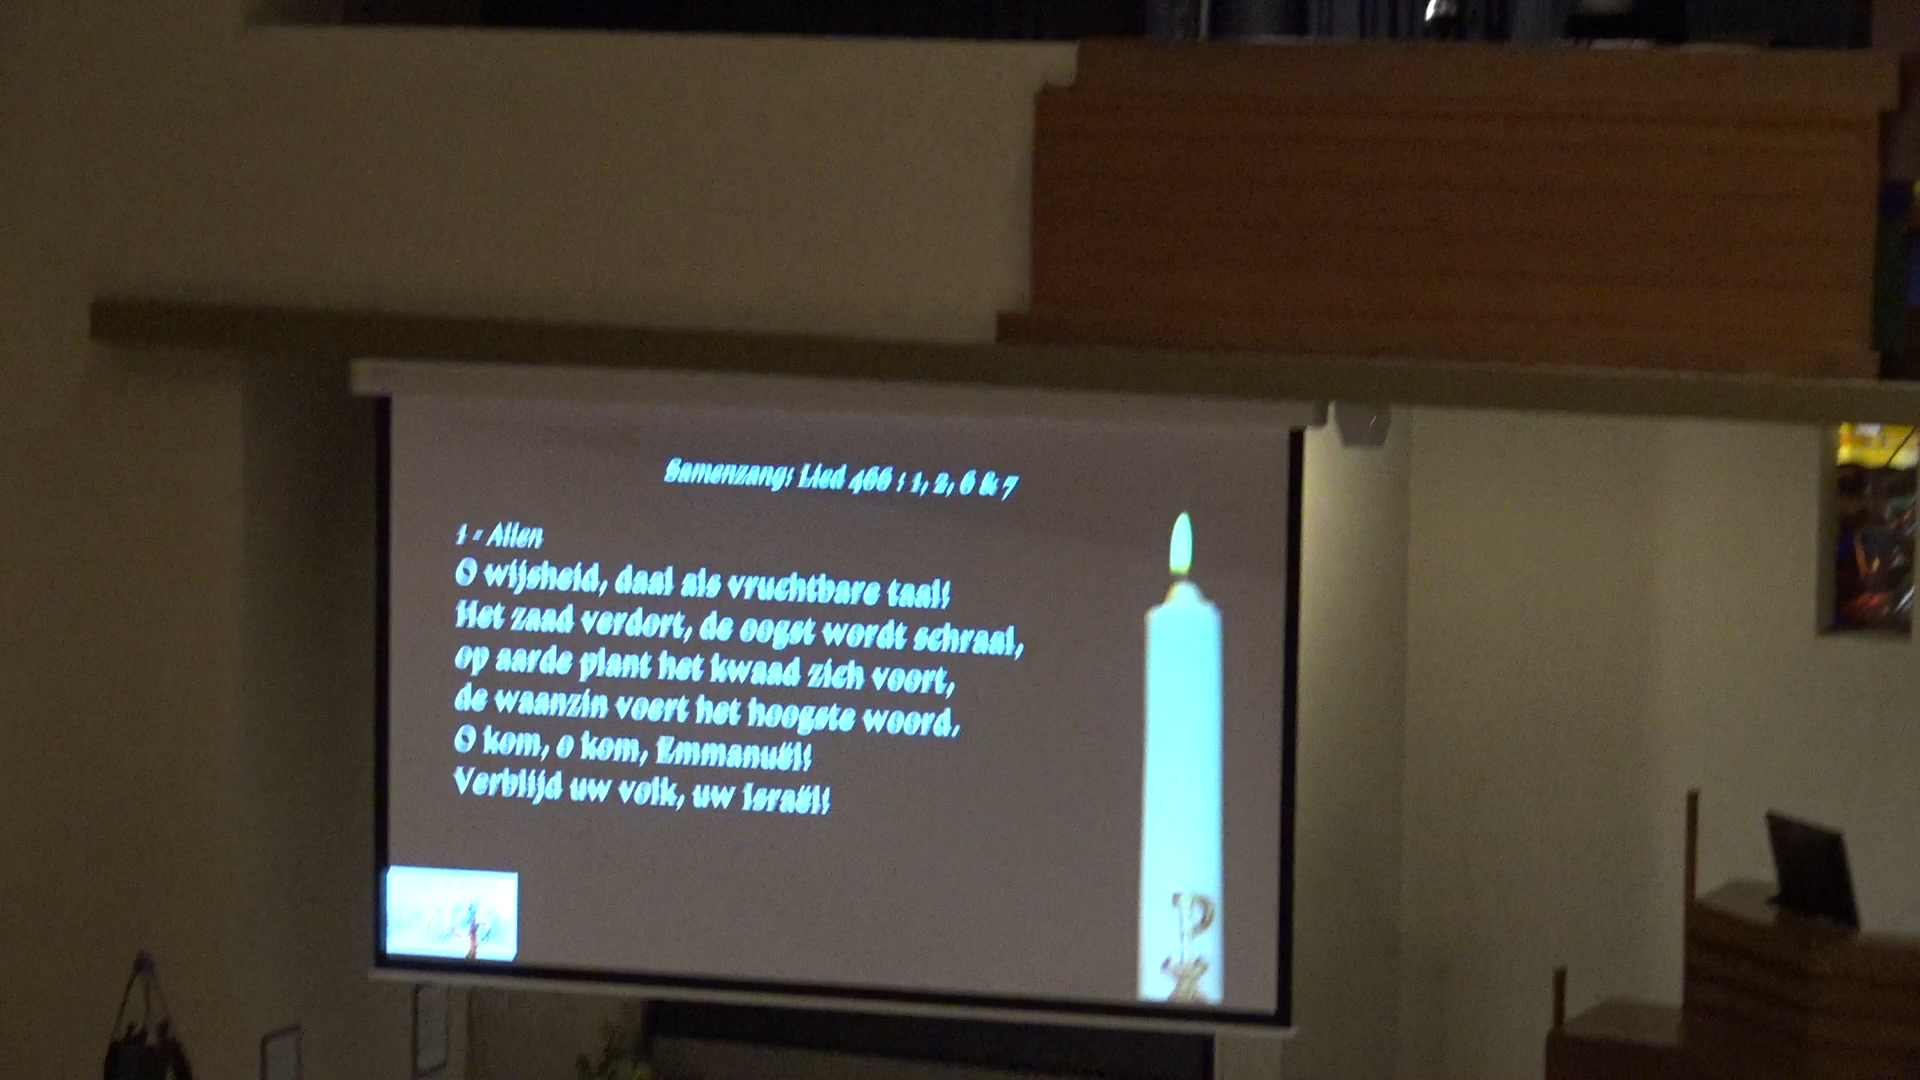 Samenzang: Lied 466 : 1, 2, 6 & 7
1 - Allen
O wijsheid, daal als vruchtbare taal!
Het zaad verdort, de oogst wordt schraal,
op aarde plant het kwaad zich voort,
de waanzin voert het hoogste woord.
O kom, o kom, Emmanuël!
Verblijd uw volk, uw Israël!